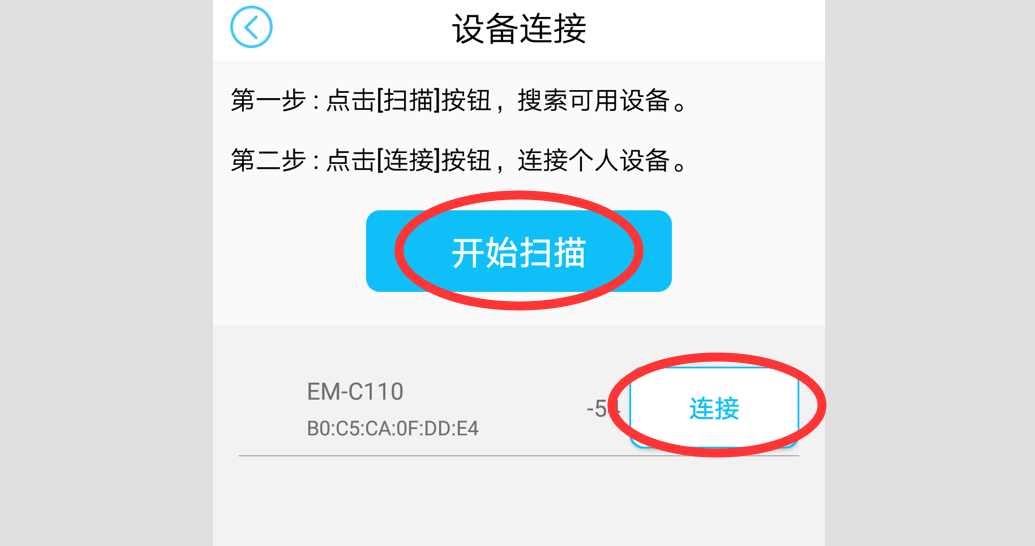 设备连接
第一步：点击[扫描]按钮，搜索可用设备。
第二步：点击[连接]按钮，连接个人设备。
开始扫描
EM-C110
连接
B0:C5:CA:0F:DD:E4